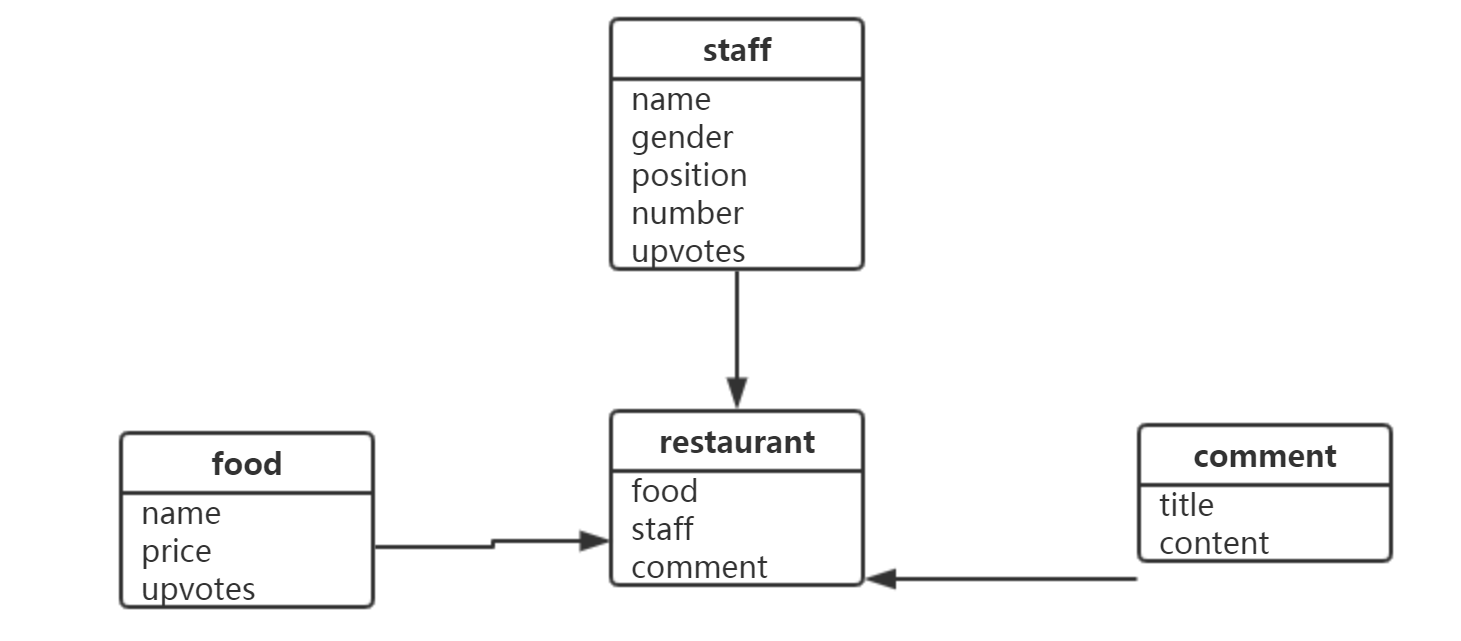 staff
name
gender
position
number
upvotes
food
name
price
upvotes
restaurant
food
staff
comment
comment
title
content